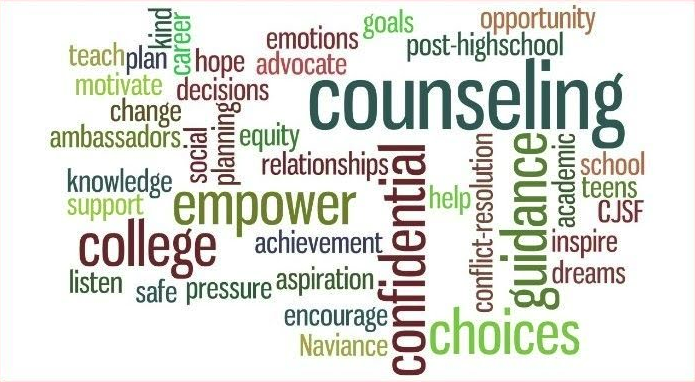 kind
career
goals
opportunity
teach
plan
emotions
post-highschool
hope
advocate
motivate
decisions
counseling
change
ambassadors
social
planning
equity
relationships
confidential
conflict-resolution
guidance
academic
school
knowledge
teens
support
empower
help
CJSF
college
achievement
inspire
listen
safe
pressure
aspiration
dreams
encourage
choices
Naviance